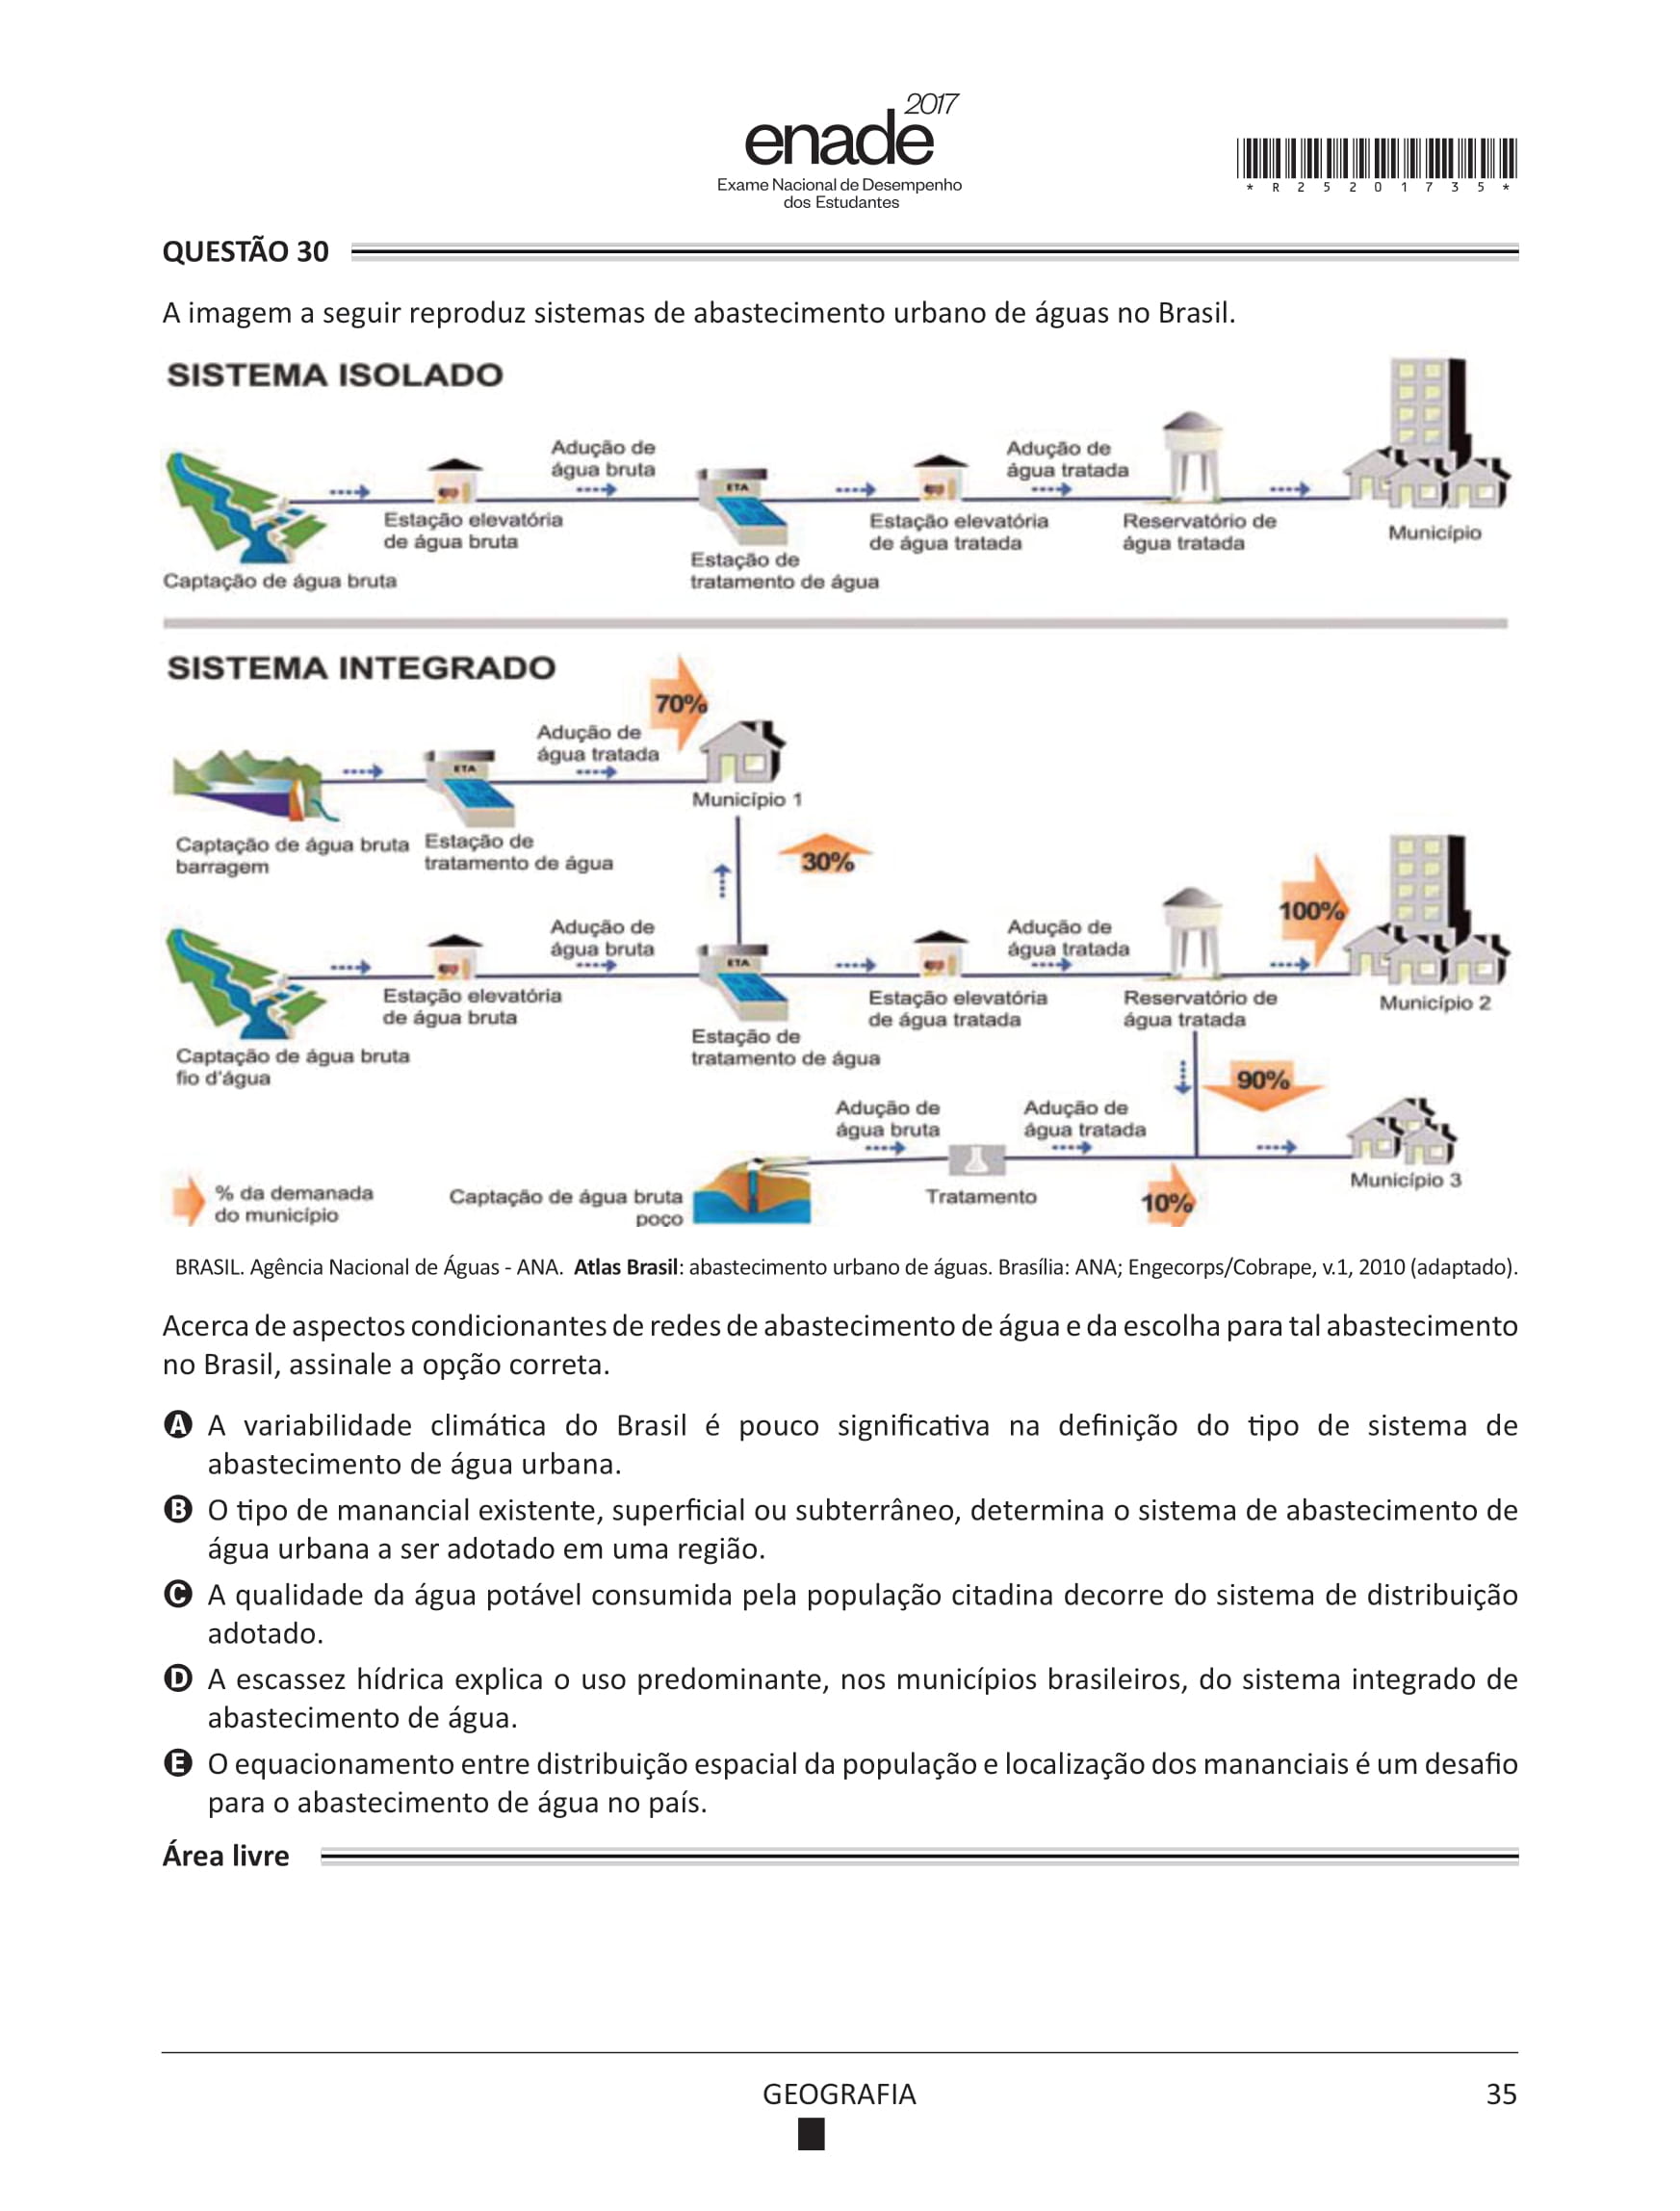 2017
enade
Exame Nacional de Desempenho
dos Estudantes
* R 2 5 2 0 1 7 3 5 *
QUESTÃO 30
A imagem a seguir reproduz sistemas de abastecimento urbano de águas no Brasil.
SISTEMA ISOLADO
Adução de
água bruta
Adução de
água tratada
ETA
Estação elevatória
de água bruta
Estação elevatória
de água tratada
Reservatório de
água tratada
Município
Estação de
tratamento de água
Captação de água bruta
SISTEMA INTEGRADO
70%
Adução de
água tratada
ETA
Município 1
Captação de água bruta
barragem
Estação de
tratamento de água
30%
100%
Adução de
água bruta
Adução de
água tratada
ETA
Estação elevatória
de água bruta
Estação elevatória
de água tratada
Reservatório de
água tratada
Município 2
Estação de
tratamento de água
Captação de água bruta
fio d'água
90%
Adução de
água bruta
Adução de
água tratada
Município 3
% da demanada
do município
Captação de água bruta
poço
Tratamento
10%
BRASIL. Agência Nacional de Águas - ANA. Atlas Brasil: abastecimento urbano de águas. Brasília: ANA; Engecorps/Cobrape, v.1, 2010 (adaptado).
Acerca de aspectos condicionantes de redes de abastecimento de água e da escolha para tal abastecimento
no Brasil, assinale a opção correta.
A A variabilidade climática do Brasil é pouco significativa na definição do tipo de sistema de
abastecimento de água urbana.
B O tipo de manancial existente, superficial ou subterrâneo, determina o sistema de abastecimento de
água urbana a ser adotado em uma região.
C A qualidade da água potável consumida pela população citadina decorre do sistema de distribuição
adotado.
D A escassez hídrica explica o uso predominante, nos municípios brasileiros, do sistema integrado de
abastecimento de água.
E O equacionamento entre distribuição espacial da população e localização dos mananciais é um desafio
para o abastecimento de água no país.
Área livre
GEOGRAFIA
35